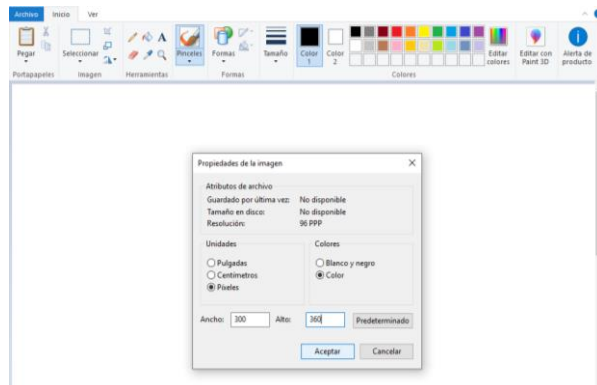 Archivo Inicio Ver
Pegar Seleccionar Pinceles Formas Tamaño Color 1 Color 2 Editar colores Editar con Paint 3D Alerta de producto
Portapapeles Imagen Herramientas Formas Colores
Propiedades de la imagen
Atributos de archivo
Guardado por última vez: No disponible
Tamaño en disco: No disponible
Resolución: 96 PPP
Unidades Colores
Pulgadas Blanco y negro
Centímetros Color
Píxeles
Ancho: 300 Alto: 360 Predeterminado
Aceptar Cancelar